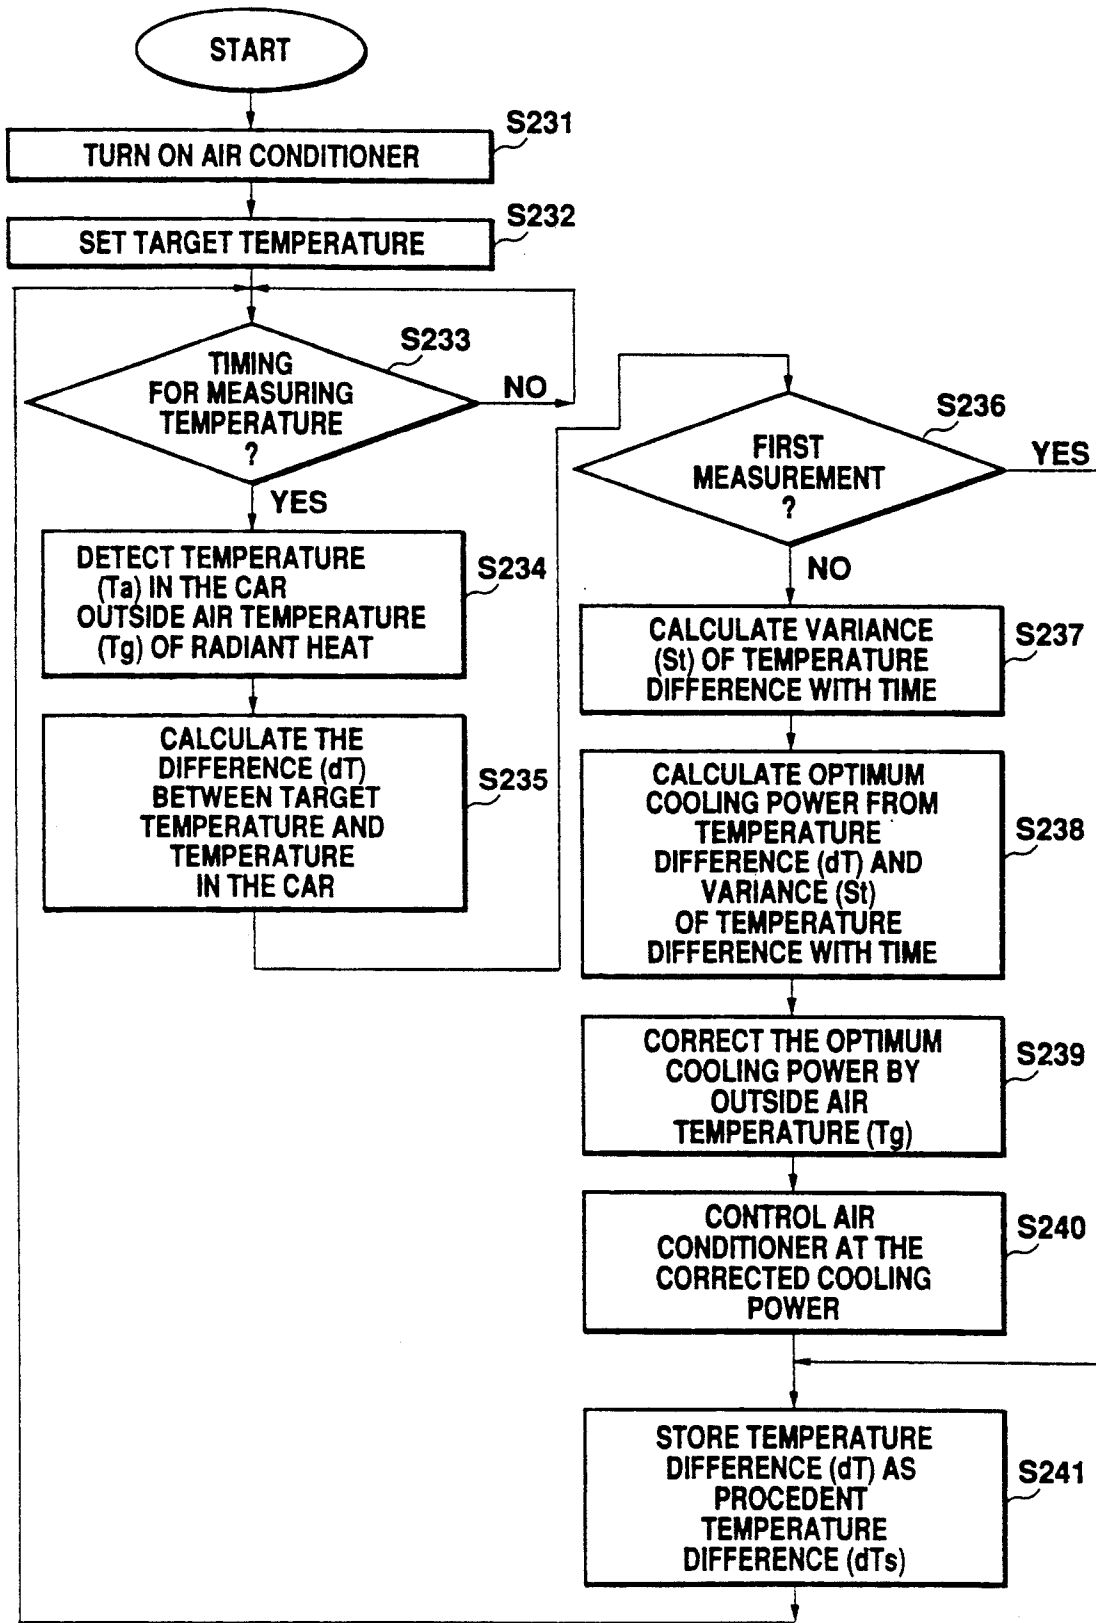 START
S231
TURN ON AIR CONDITIONER
S232
SET TARGET TEMPERATURE
S233
TIMING
FOR MEASURING
TEMPERATURE
?
NO
YES
DETECT TEMPERATURE
(Ta) IN THE CAR
OUTSIDE AIR TEMPERATURE
(Tg) OF RADIANT HEAT
S234
CALCULATE THE
DIFFERENCE (dT)
BETWEEN TARGET
TEMPERATURE AND
TEMPERATURE
IN THE CAR
S235
S236
FIRST
MEASUREMENT
?
YES
NO
CALCULATE VARIANCE
(St) OF TEMPERATURE
DIFFERENCE WITH TIME
S237
CALCULATE OPTIMUM
COOLING POWER FROM
TEMPERATURE
DIFFERENCE (dT) AND
VARIANCE (St)
OF TEMPERATURE
DIFFERENCE WITH TIME
S238
CORRECT THE OPTIMUM
COOLING POWER BY
OUTSIDE AIR
TEMPERATURE (Tg)
S239
CONTROL AIR
CONDITIONER AT THE
CORRECTED COOLING
POWER
S240
STORE TEMPERATURE
DIFFERENCE (dT) AS
PROCEDENT
TEMPERATURE
DIFFERENCE (dTs)
S241